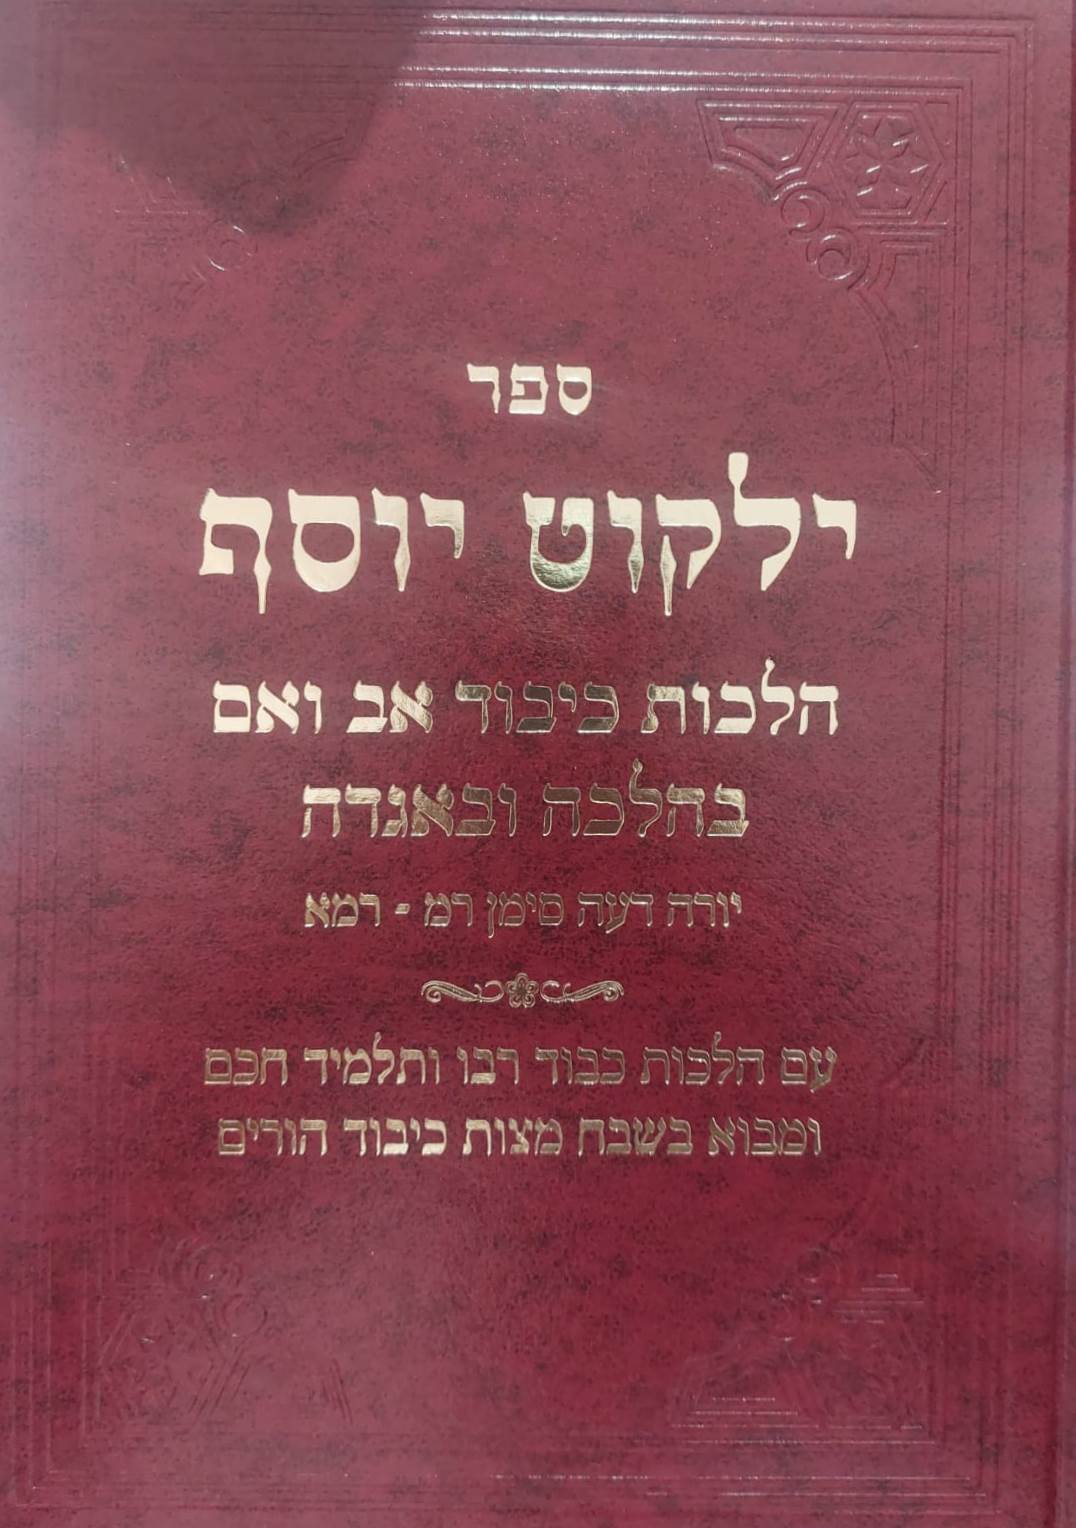 ספר
ילקוט יוסף
הלכות כיבוד אב ואם
בהלכה ובאגדה
יורה דעה סימן רמ - רמא
עם הלכות כבוד רבו ותלמיד חכם
ומבוא בשבח מצות כיבוד הורים